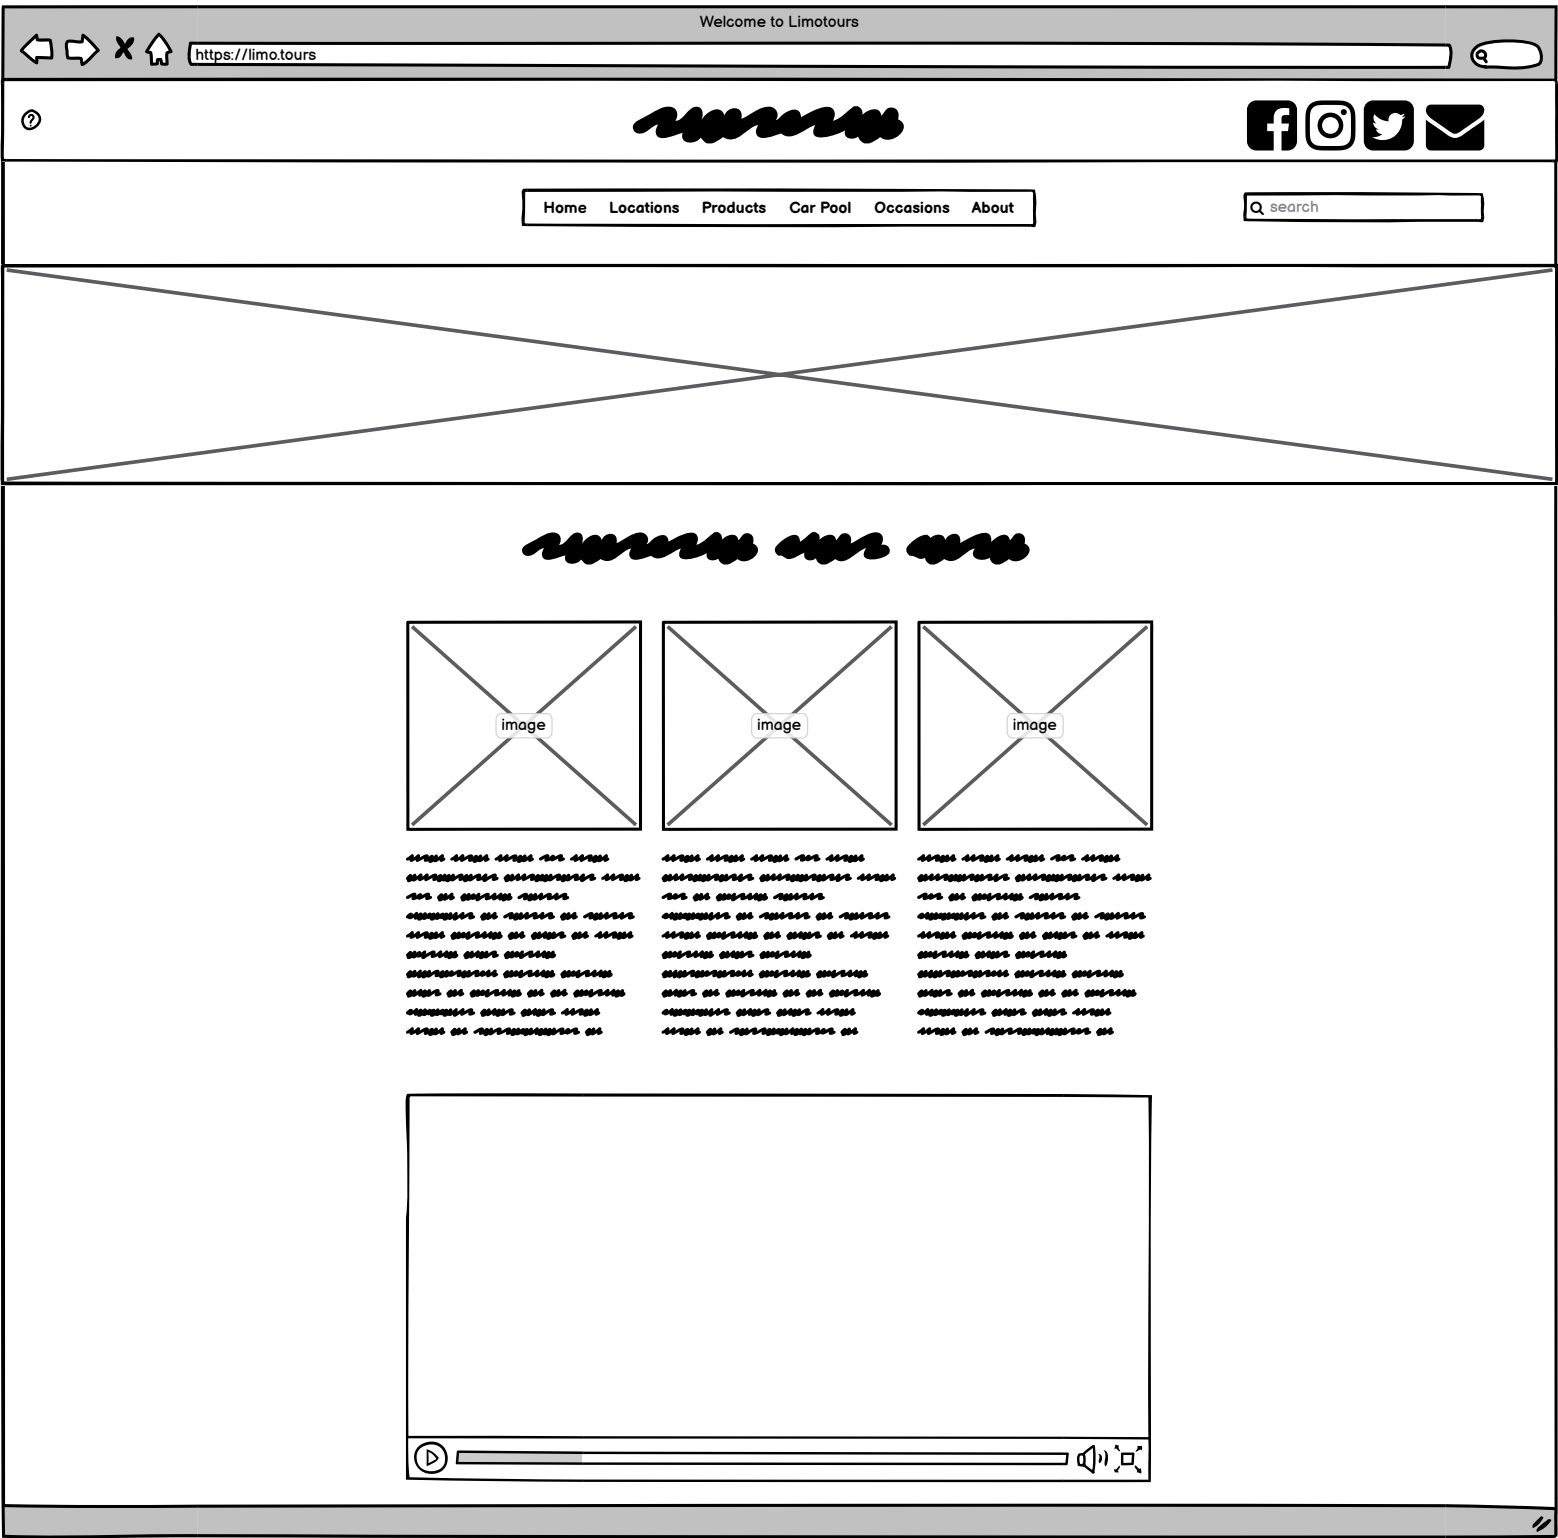 Welcome to Limotours
https://limo.tours
Home Locations Products Car Pool Occasions About
search
image image image